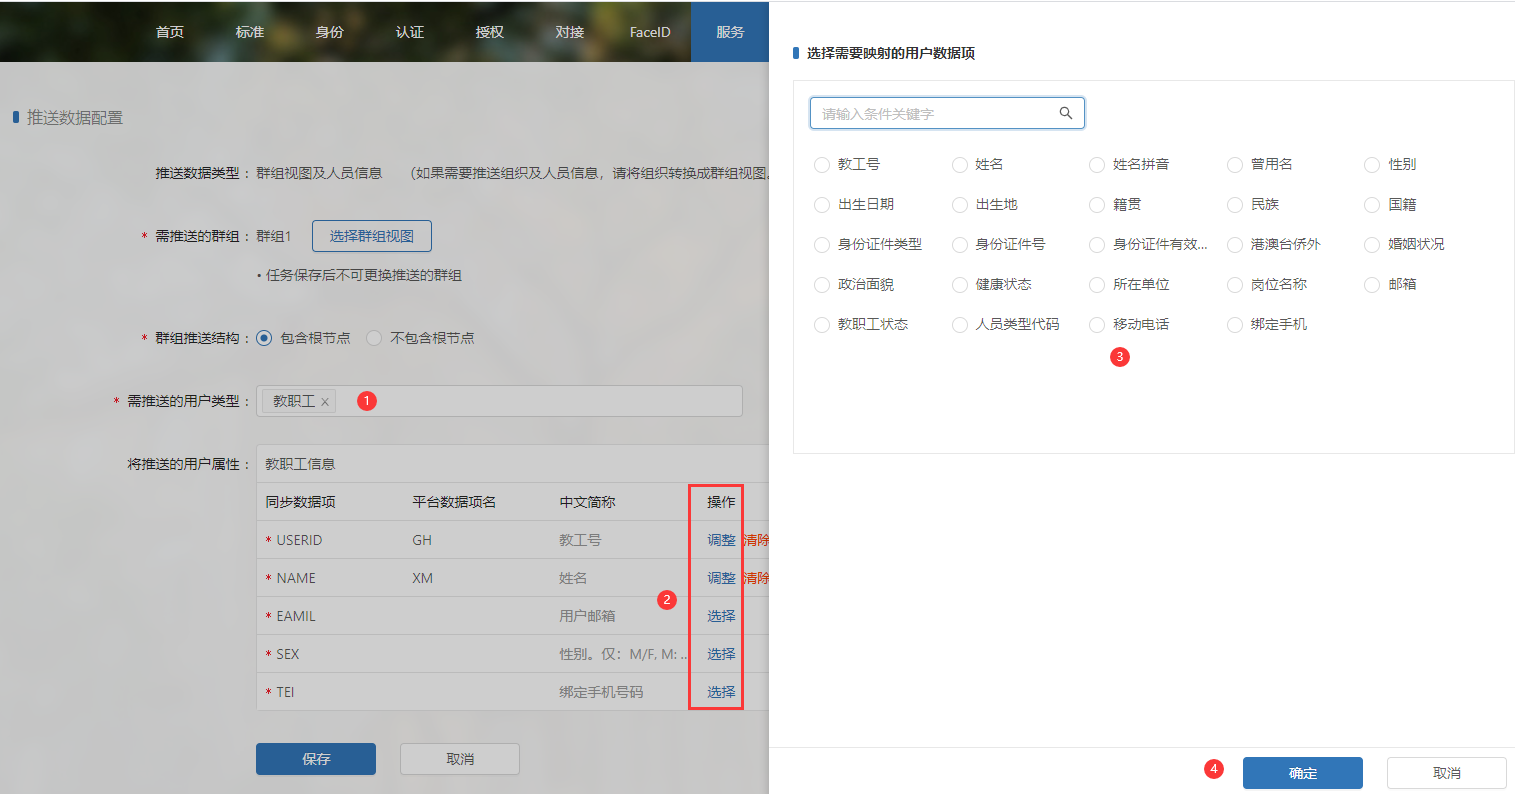 首页 标准 身份 认证 授权 对接 FaceID 服务
推送数据配置
推送数据类型： 群组视图及人员信息 （如果需要推送组织及人员信息，请将组织转换成群组视图。
* 需推送的群组： 群组1 选择群组视图
• 任务保存后不可更换推送的群组
* 群组推送结构： 包含根节点 不包含根节点
* 需推送的用户类型： 教职工 x 1
将推送的用户属性： 教职工信息
同步数据项 平台数据项名 中文简称 操作
* USERID GH 教工号 调整 清除
* NAME XM 姓名 调整 清除
2
* EAMIL 用户邮箱 选择
* SEX 性别。仅：M/F, M: .. 选择
* TEl 绑定手机号码 选择
保存 取消
选择需要映射的用户数据项
请输入条件关键字
教工号 姓名 姓名拼音 曾用名 性别
出生日期 出生地 籍贯 民族 国籍
身份证件类型 身份证件号 身份证件有效... 港澳台侨外 婚姻状况
政治面貌 健康状态 所在单位 岗位名称 邮箱
教职工状态 人员类型代码 移动电话 绑定手机
3
4 确定 取消